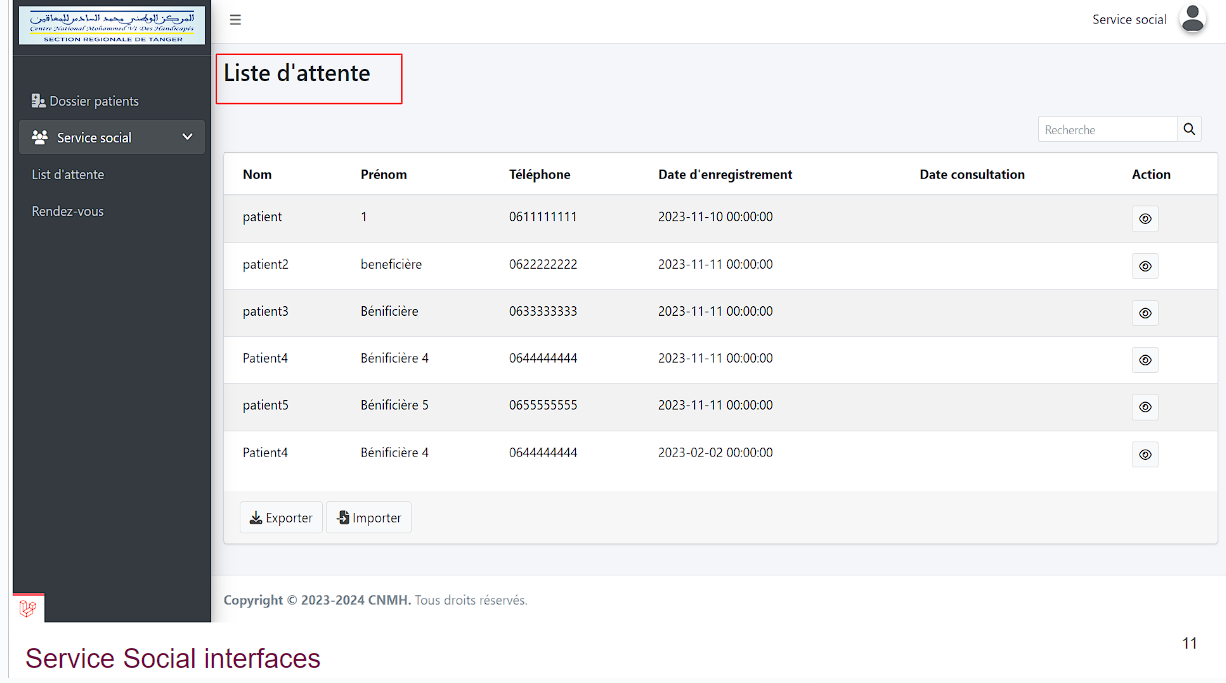 المركز الوطني محمد السادس للمعاقين
Centre National Mohammed VI Des Handicapés
SECTION REGIONALE DE TANGER
Service social
Dossier patients
Service social
List d'attente
Rendez-vous
Liste d'attente
Recherche
Nom Prénom Téléphone Date d'enregistrement Date consultation Action
patient 1 0611111111 2023-11-10 00:00:00
patient2 beneficière 0622222222 2023-11-11 00:00:00
patient3 Bénificière 0633333333 2023-11-11 00:00:00
Patient4 Bénificière 4 0644444444 2023-11-11 00:00:00
patient5 Bénificière 5 0655555555 2023-11-11 00:00:00
Patient4 Bénificière 4 0644444444 2023-02-02 00:00:00
Exporter Importer
Copyright © 2023-2024 CNMH. Tous droits réservés.
Service Social interfaces
11